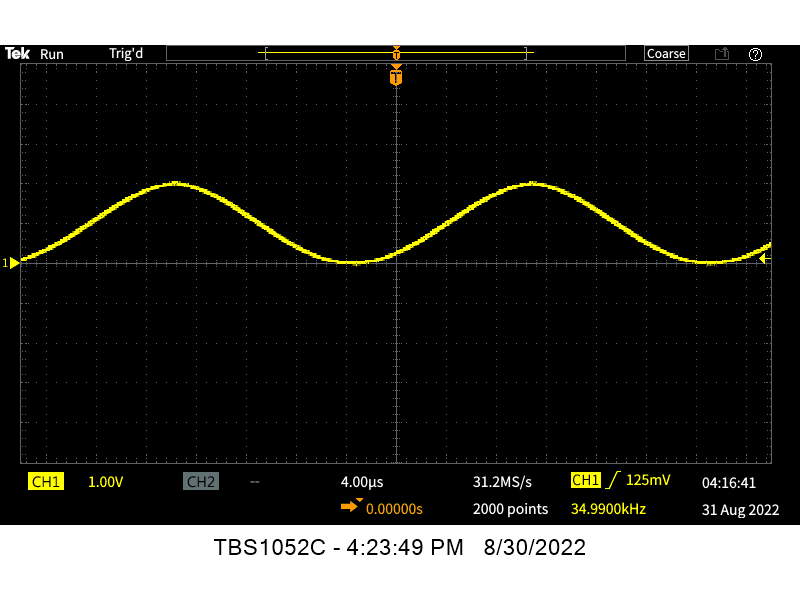 Tek Run Trig'd T Coarse ?
T
1
CH1 1.00V CH2 -- 4.00µs 31.2MS/s CH1 125mV 04:16:41
0.00000s 2000 points 34.9900kHz 31 Aug 2022
TBS1052C - 4:23:49 PM 8/30/2022